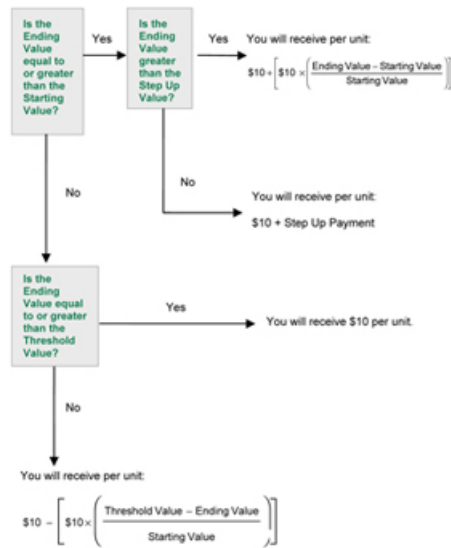 Is the
Ending
Value
equal to
or greater
than the
Starting
Value?
Yes
Is the
Ending
Value
greater
than the
Step Up
Value?
Yes
You will receive per unit:
$10+[$10 ×(Ending Value – Starting Value
Starting Value)]
No
No
You will receive per unit:
$10 + Step Up Payment
Is the
Ending
Value equal
to or greater
than the
Threshold
Value?
Yes
You will receive $10 per unit.
No
You will receive per unit:
$10 – [$10×(Threshold Value – Ending Value
Starting Value)]